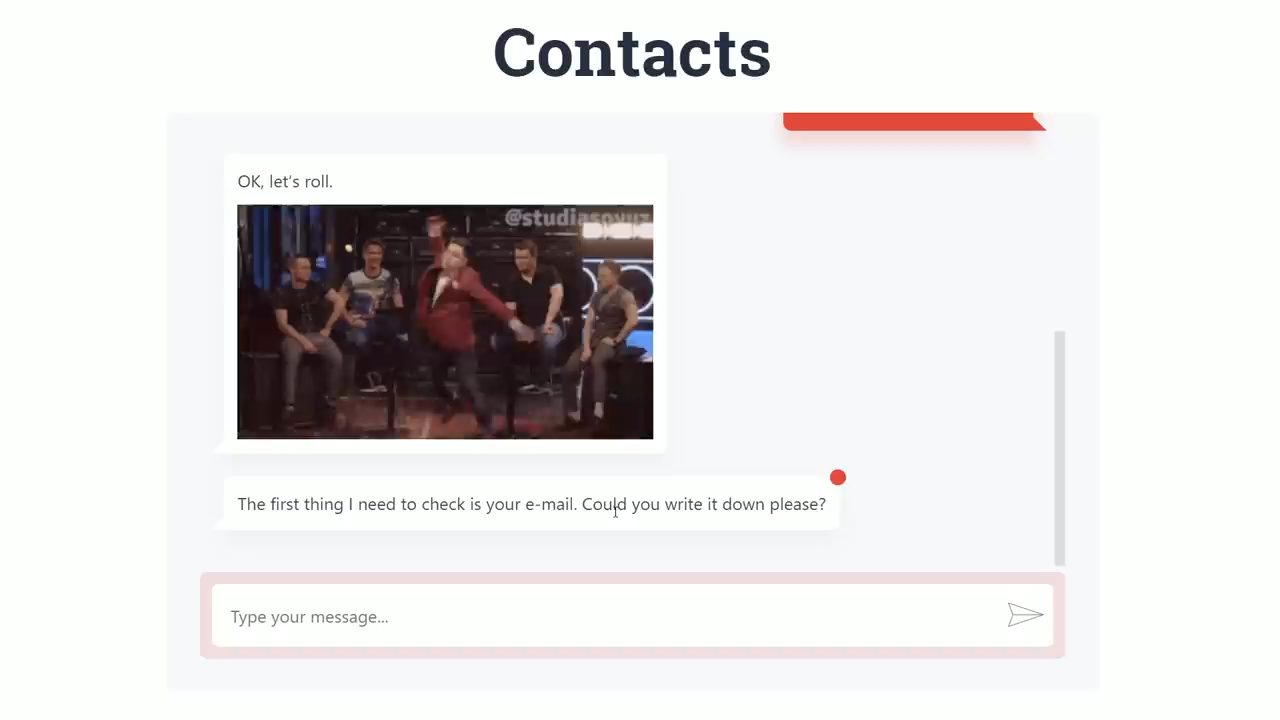 Contacts
OK, let's roll.
@studiasoyuz
The first thing I need to check is your e-mail. Could you write it down please?
Type your message...